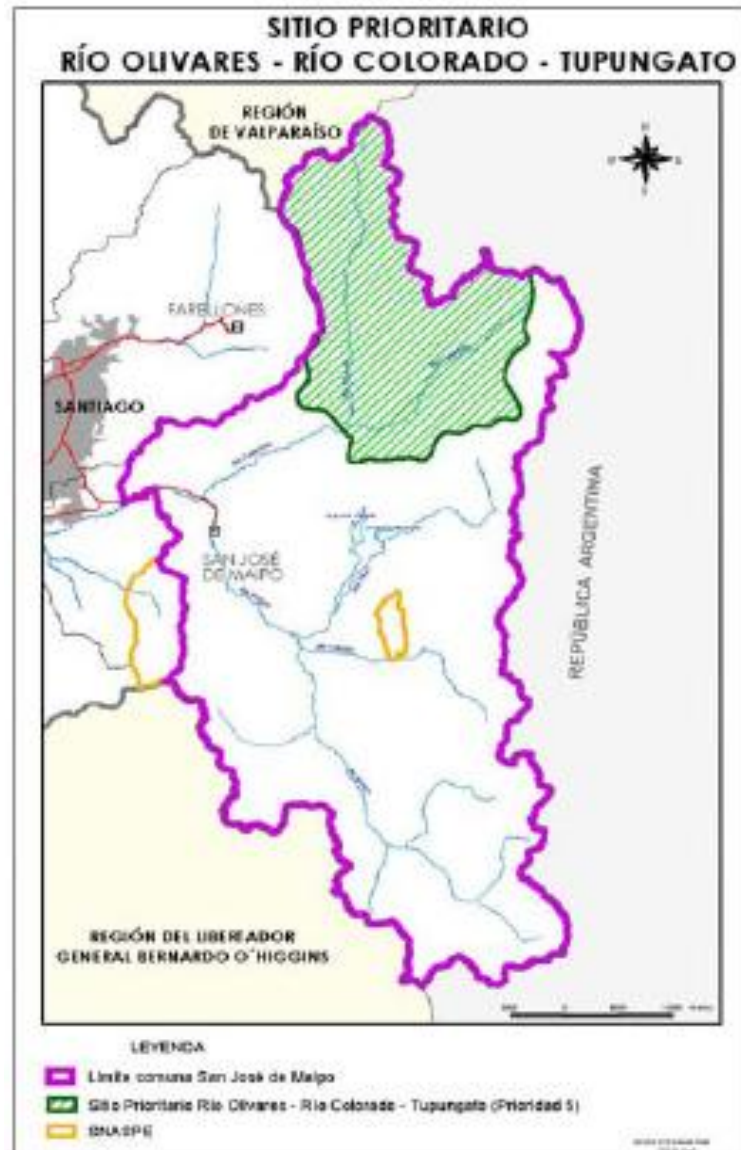 SITIO PRIORITARIO
RÍO OLIVARES - RÍO COLORADO - TUPUNGATO
REGIÓN
DE VALPARAÍSO
FARELLONES
SANTIAGO
SAN JOSÉ
DE MAIPO
REPÚBLICA ARGENTINA
REGIÓN DEL LIBERTADOR
GENERAL BERNARDO O´HIGGINS
LEYENDA
Límite comuna San José de Maipo
Sitio Prioritario Río Olivares - Río Colorado - Tupungato (Prioridad 5)
SNASPE